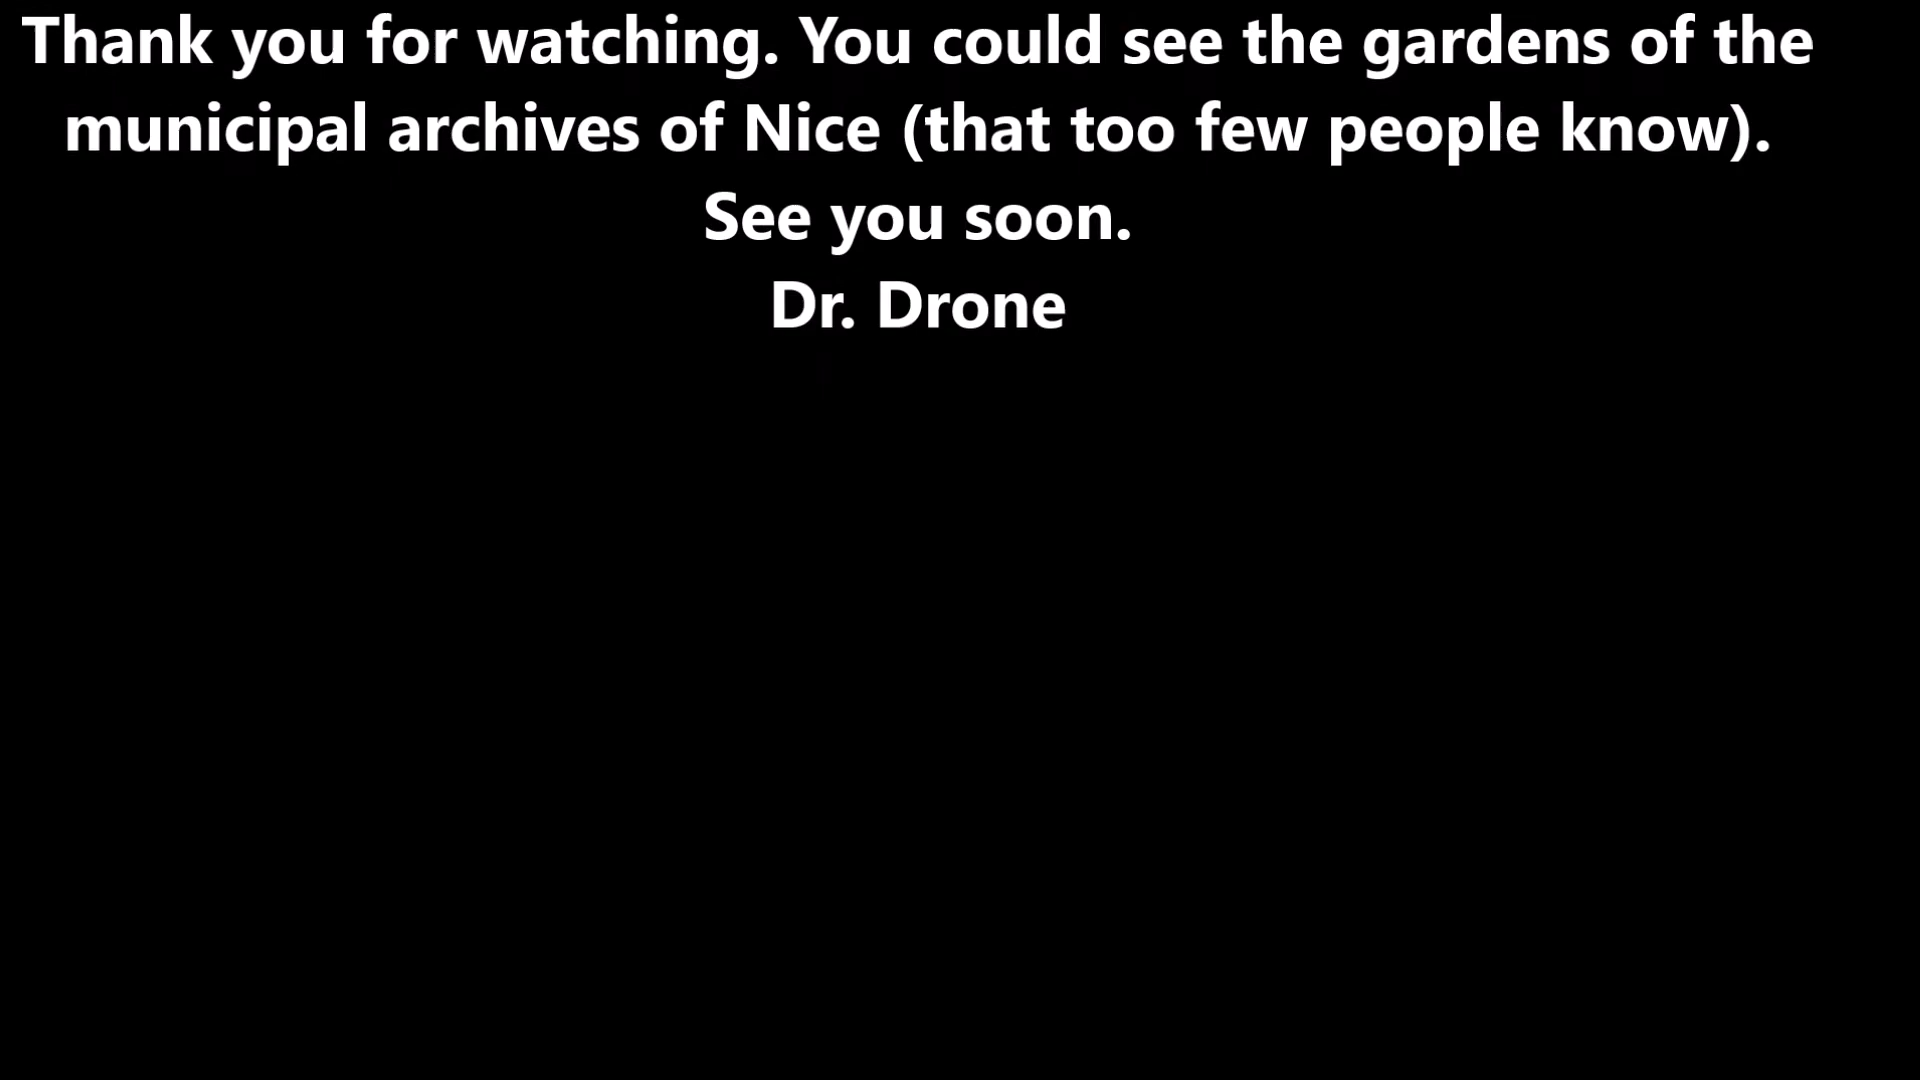 Thank you for watching. You could see the gardens of the
municipal archives of Nice (that too few people know).
See you soon.
Dr. Drone